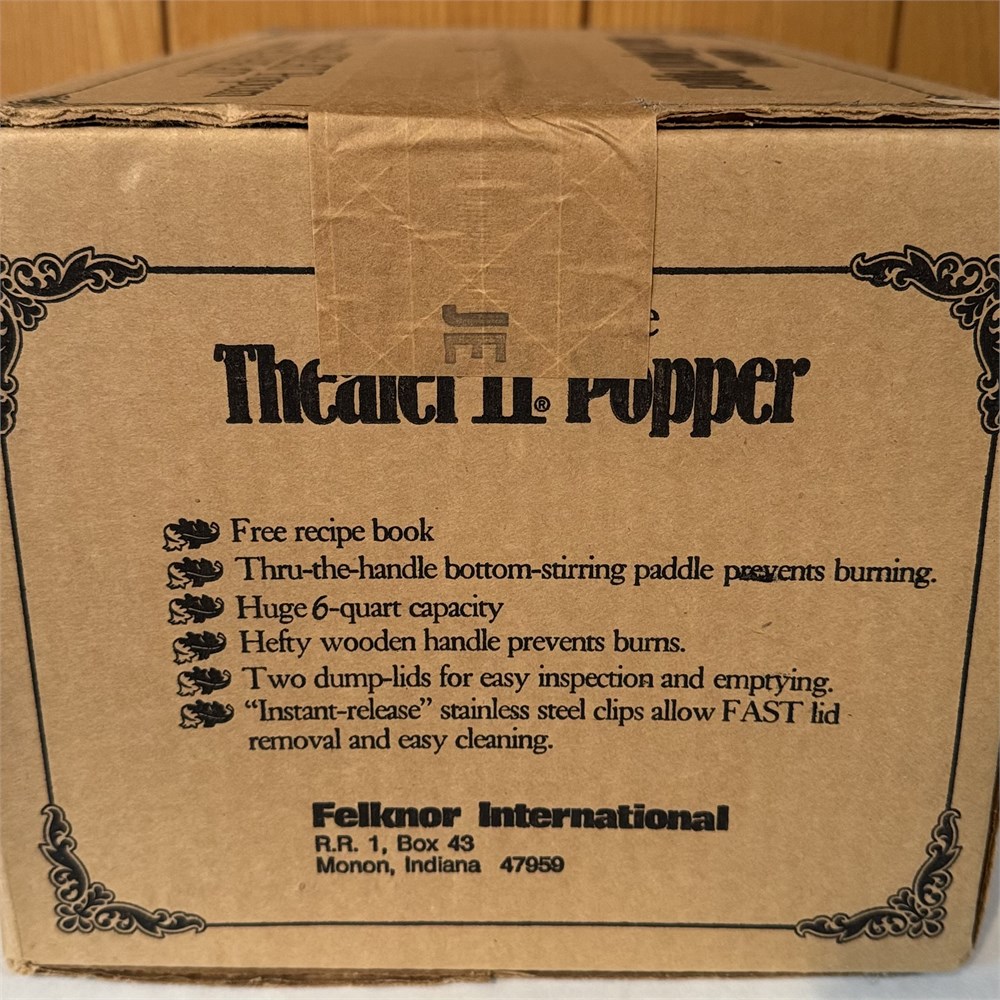 Theater II® Popper
Free recipe book
Thru-the-handle bottom-stirring paddle prevents burning.
Huge 6-quart capacity
Hefty wooden handle prevents burns.
Two dump-lids for easy inspection and emptying.
“Instant-release” stainless steel clips allow FAST lid
removal and easy cleaning.
Felknor International
R.R. 1, Box 43
Monon, Indiana 47959